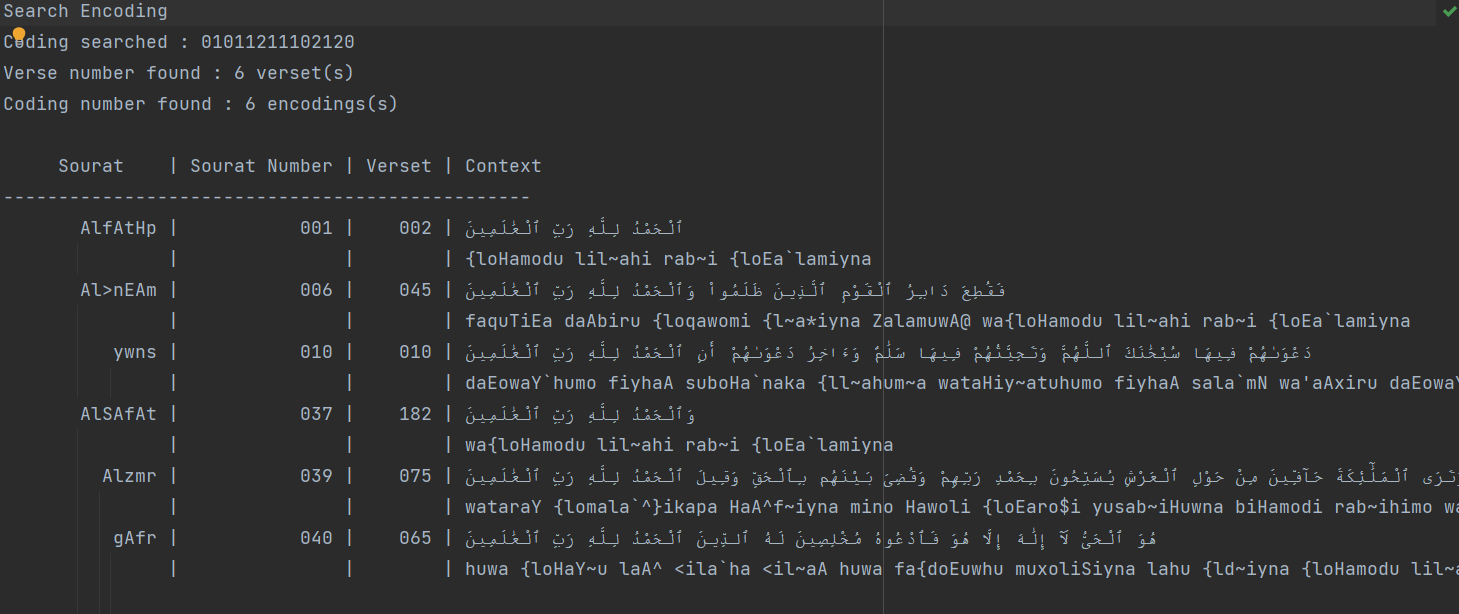 Search Encoding
Coding searched : 01011211102120
Verse number found : 6 verset(s)
Coding number found : 6 encodings(s)
Sourat | Sourat Number | Verset | Context
------------------------------------------------
AlfAtHp | 001 | 002 | ٱلْحَمْدُ لِلَّهِ رَبِّ ٱلْعَٰلَمِينَ
| | | {loHamodu lil~ahi rab~i {loEa`lamiyna
Al>nEAm | 006 | 045 | فَقُطِعَ دَابِرُ ٱلْقَوْمِ ٱلَّذِينَ ظَلَمُوا۟ وَٱلْحَمْدُ لِلَّهِ رَبِّ ٱلْعَٰلَمِينَ
| | | faquTiEa daAbiru {loqawomi {l~a*iyna ZalamuwA@ wa{loHamodu lil~ahi rab~i {loEa`lamiyna
ywns | 010 | 010 | دَعْوَىٰهُمْ فِيهَا سُبْحَٰنَكَ ٱللَّهُمَّ وَتَحِيَّتُهُمْ فِيهَا سَلَٰمٌ وَءَاخِرُ دَعْوَىٰهُمْ أَنِ ٱلْحَمْدُ لِلَّهِ رَبِّ ٱلْعَٰلَمِينَ
| | | daEowaY`humo fiyhaA suboHa`naka {ll~ahum~a wataHiy~atuhumo fiyhaA sala`mN wa'aAxiru daEowaY
AlSAfAt | 037 | 182 | وَٱلْحَمْدُ لِلَّهِ رَبِّ ٱلْعَٰلَمِينَ
| | | wa{loHamodu lil~ahi rab~i {loEa`lamiyna
Alzmr | 039 | 075 | وَتَرَى ٱلْمَلَٰٓئِكَةَ حَآفِّينَ مِنْ حَوْلِ ٱلْعَرْشِ يُسَبِّحُونَ بِحَمْدِ رَبِّهِمْ وَقُضِىَ بَيْنَهُم بِٱلْحَقِّ وَقِيلَ ٱلْحَمْدُ لِلَّهِ رَبِّ ٱلْعَٰلَمِينَ
| | | wataraY {lomala`^}ikapa HaA^f~iyna mino Hawoli {loEaro$i yusab~iHuwna biHamodi rab~ihimo wa
gAfr | 040 | 065 | هُوَ ٱلْحَىُّ لَآ إِلَٰهَ إِلَّا هُوَ فَٱدْعُوهُ مُخْلِصِينَ لَهُ ٱلدِّينَ ٱلْحَمْدُ لِلَّهِ رَبِّ ٱلْعَٰلَمِينَ
| | | huwa {loHaY~u laA^ <ila`ha <il~aA huwa fa{doEuwhu muxoliSiyna lahu {ld~iyna {loHamodu lil~a